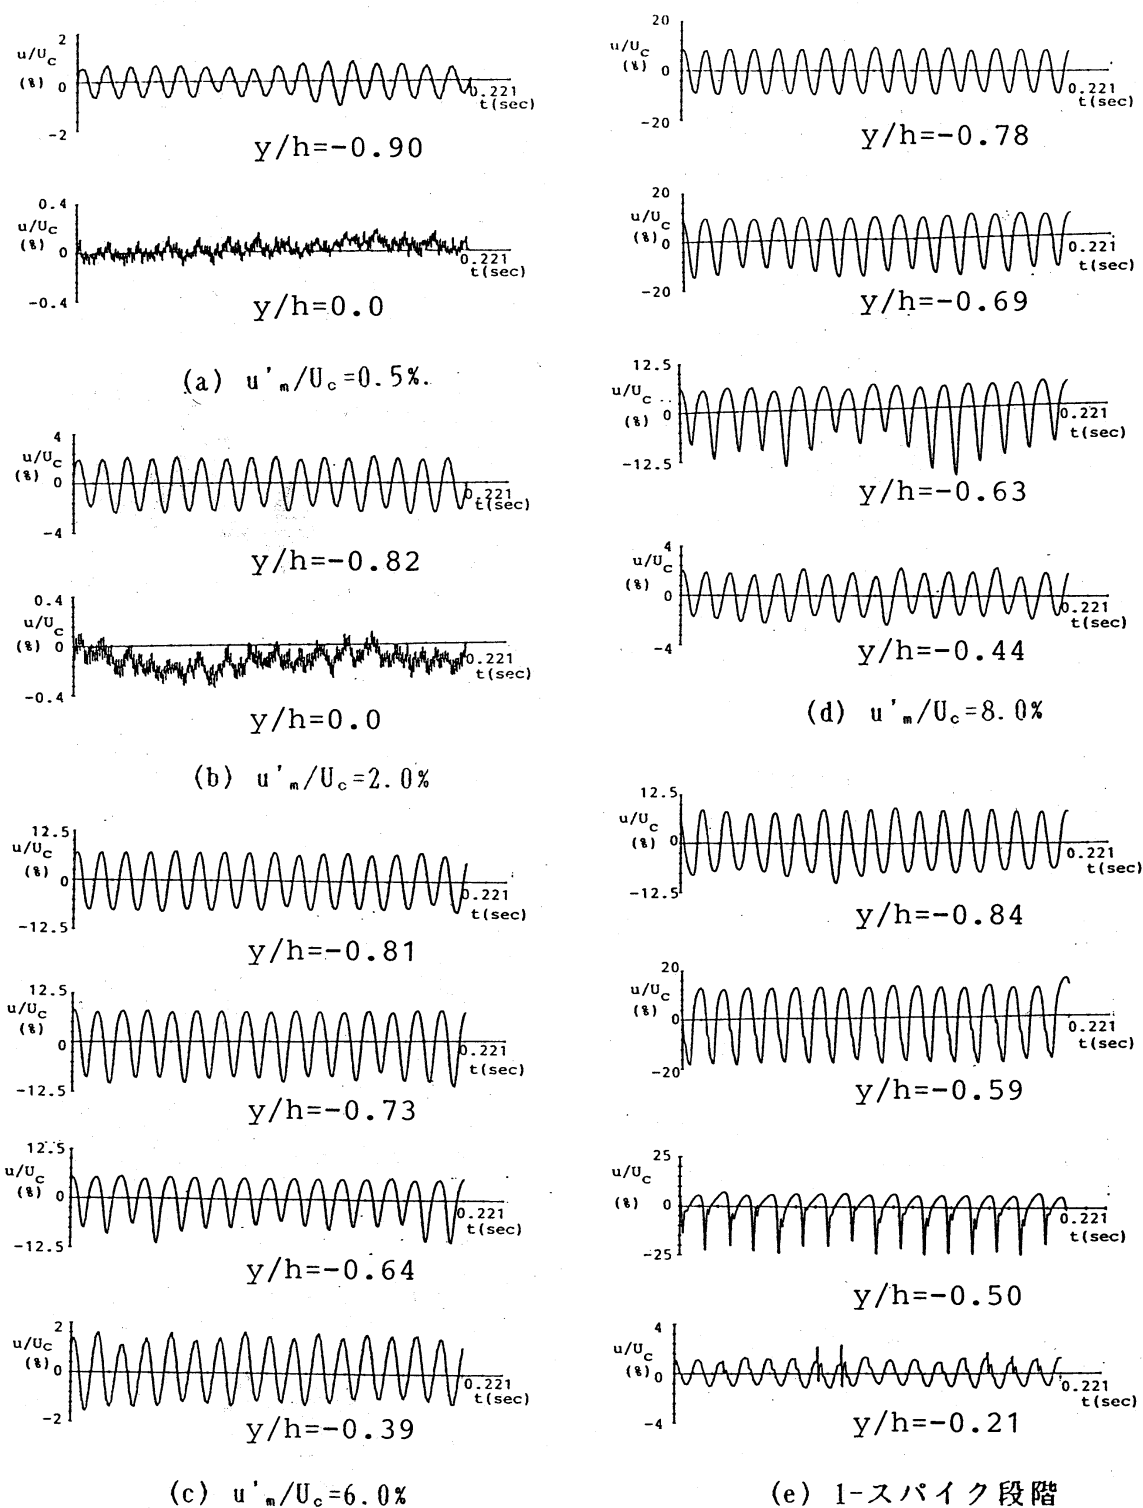 2
u/Uc
(%) 0
0.221
t(sec)
-2
y/h=-0.90
0.4
u/Uc
(%)
0
0.221
t(sec)
-0.4
y/h=0.0
(a) u'm/Uc=0.5%.
4
u/Uc
(%) 0
0.221
t(sec)
-4
y/h=-0.82
0.4
u/Uc
(%) 0
0.221
t(sec)
-0.4
y/h=0.0
(b) u'm/Uc=2.0%
12.5
u/Uc
(%)
0
0.221
t(sec)
-12.5
y/h=-0.81
12.5
u/Uc
(%)
0
0.221
t(sec)
-12.5
y/h=-0.73
12.5
u/Uc
(%) 0
0.221
t(sec)
-12.5
y/h=-0.64
2
u/Uc
(%) 0
0.221
t(sec)
-2
y/h=-0.39
(c) u'm/Uc=6.0%
20
u/Uc
(%) 0
0.221
t(sec)
-20
y/h=-0.78
20
u/Uc
(%) 0
0.221
t(sec)
-20
y/h=-0.69
12.5
u/Uc
(%) 0
0.221
t(sec)
-12.5
y/h=-0.63
4
u/Uc
(%) 0
0.221
t(sec)
-4
y/h=-0.44
(d) u'm/Uc=8.0%
12.5
u/Uc
(%) 0
0.221
t(sec)
-12.5
y/h=-0.84
20
u/Uc
(%) 0
0.221
t(sec)
-20
y/h=-0.59
25
u/Uc
(%) 0
0.221
t(sec)
-25
y/h=-0.50
4
u/Uc
(%) 0
0.221
t(sec)
-4
y/h=-0.21
(e) 1-スパイク段階